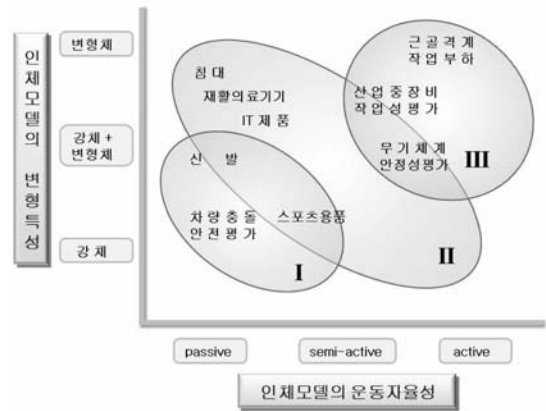 인체모델의 변형특성
변형체
강체 +
변형체
강 체
침 대
재활의료기기
IT 제 품
신 발
차 량 충 돌
안 전 평 가
스포츠용품
I
II
근 골 격 계
작 업 부 하
산 업 중 장 비
작 업 성 평 가
무 기 체 계
안정성평가
III
passive
semi-active
active
인체모델의 운동자율성